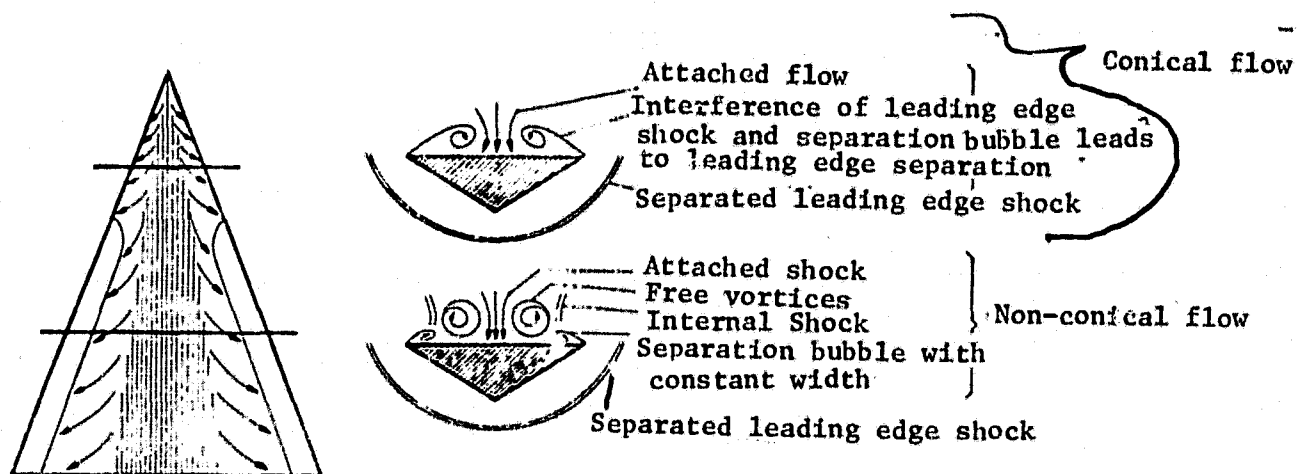 Attached flow
Interference of leading edge
shock and separation bubble leads
to leading edge separation
Separated leading edge shock
Conical flow
Attached shock
Free vortices
Internal Shock
Separation bubble with
constant width
Separated leading edge shock
Non-conical flow